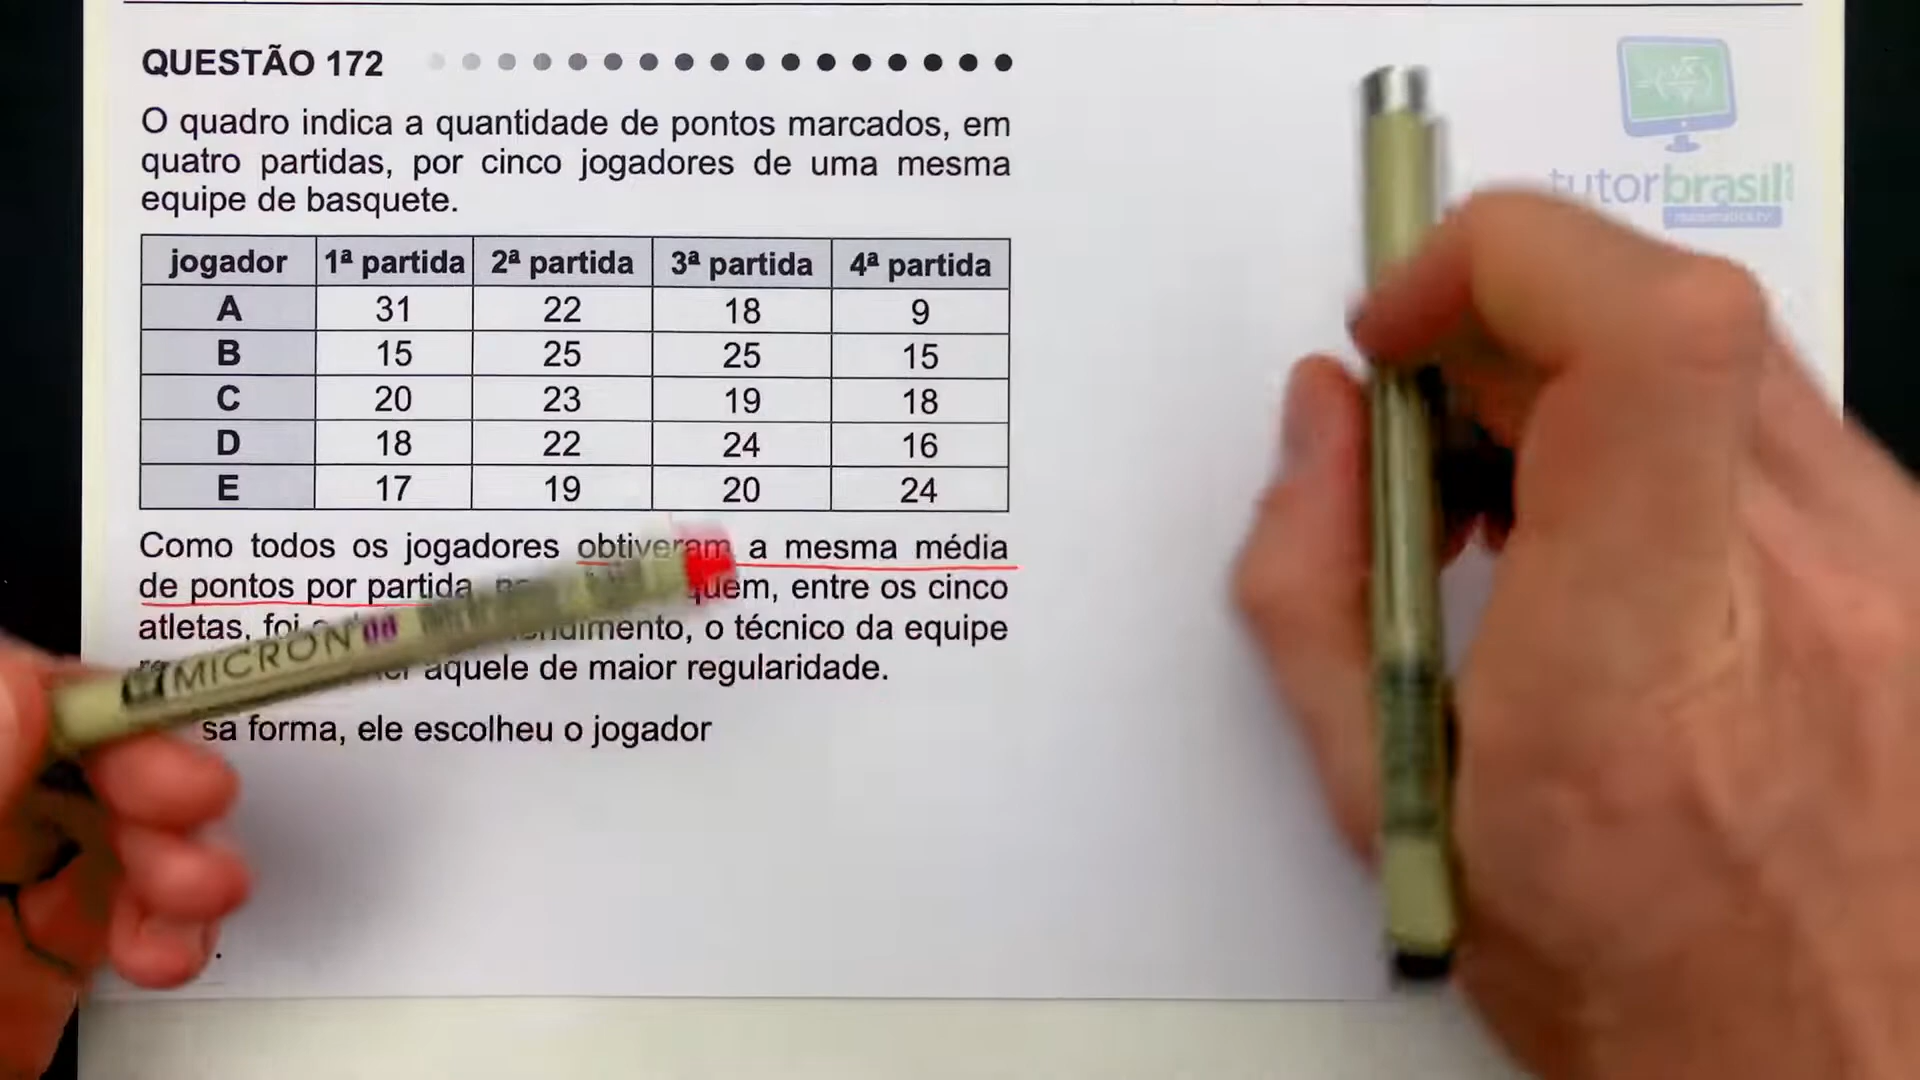 QUESTÃO 172
O quadro indica a quantidade de pontos marcados, em
quatro partidas, por cinco jogadores de uma mesma
equipe de basquete.
jogador 1ª partida 2ª partida 3ª partida 4ª partida
A 31 22 18 9
B 15 25 25 15
C 20 23 19 18
D 18 22 24 16
E 17 19 20 24
Como todos os jogadores obtiveram a mesma média
de pontos por partida quem, entre os cinco
atletas, foi o técnico da equipe
aquele de maior regularidade.
sa forma, ele escolheu o jogador
MICRON 08
tutorbrasil